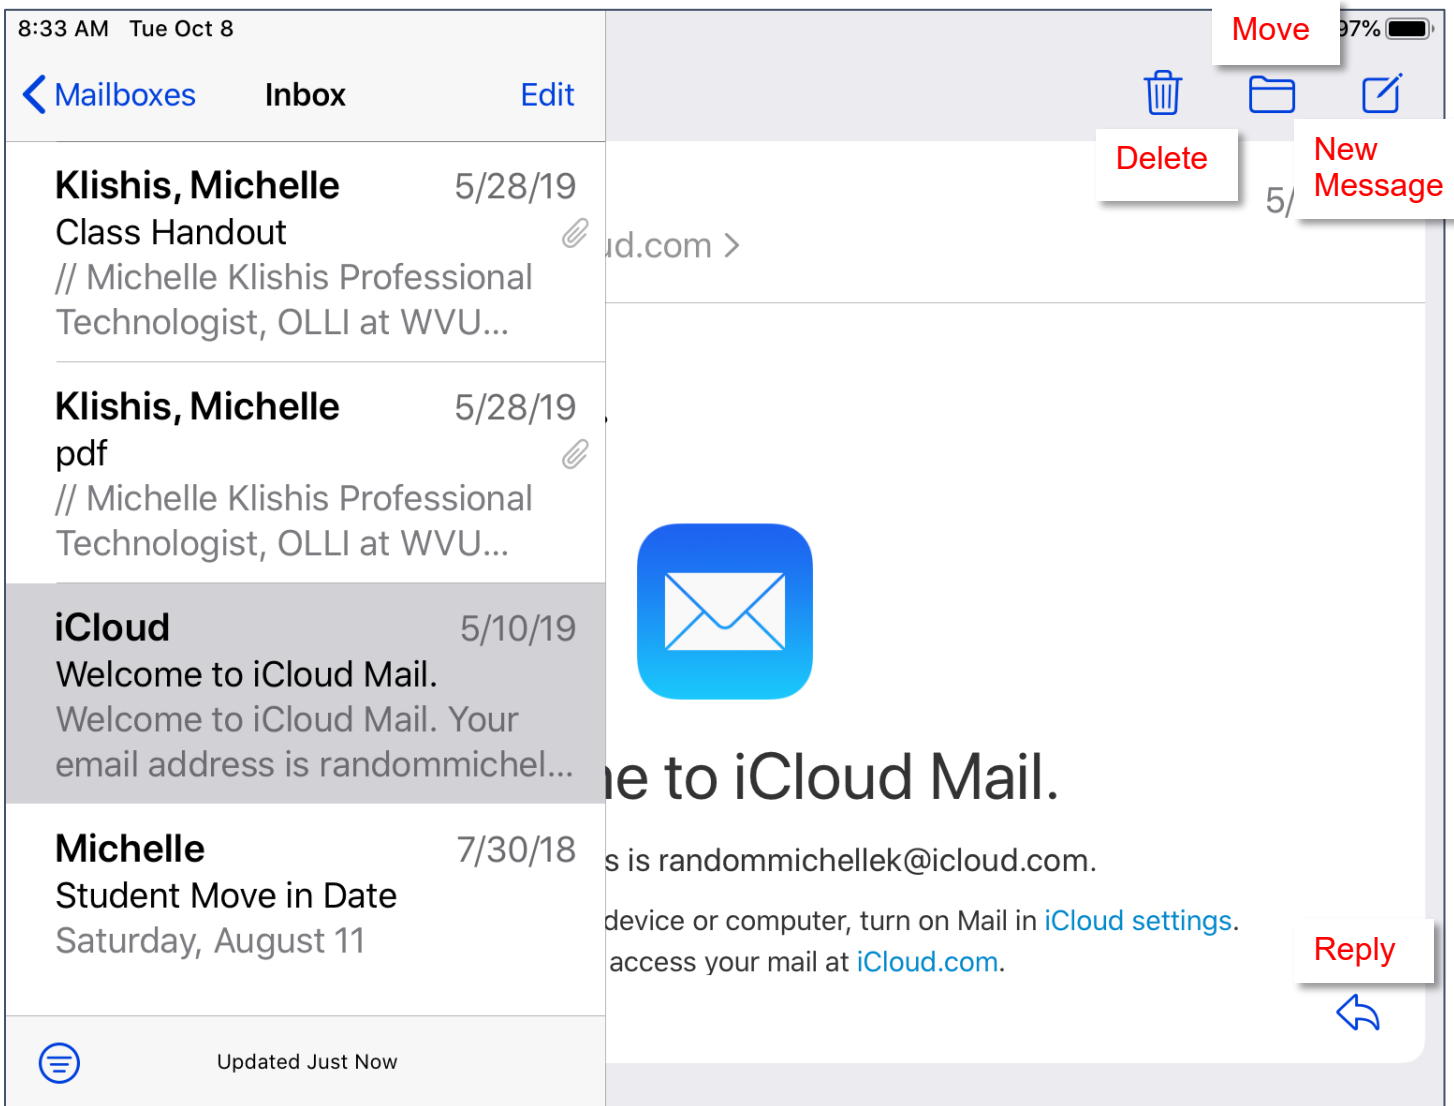 8:33 AM Tue Oct 8
Move
97%
Mailboxes
Inbox
Edit
Delete
New
Message
Klishis, Michelle 5/28/19
Class Handout
// Michelle Klishis Professional
Technologist, OLLI at WVU...
Klishis, Michelle 5/28/19
pdf
// Michelle Klishis Professional
Technologist, OLLI at WVU...
iCloud 5/10/19
Welcome to iCloud Mail.
Welcome to iCloud Mail. Your
email address is randommichel...
Michelle 7/30/18
Student Move in Date
Saturday, August 11
Updated Just Now
5/
ud.com >
e to iCloud Mail.
s is randommichellek@icloud.com.
device or computer, turn on Mail in iCloud settings.
access your mail at iCloud.com.
Reply